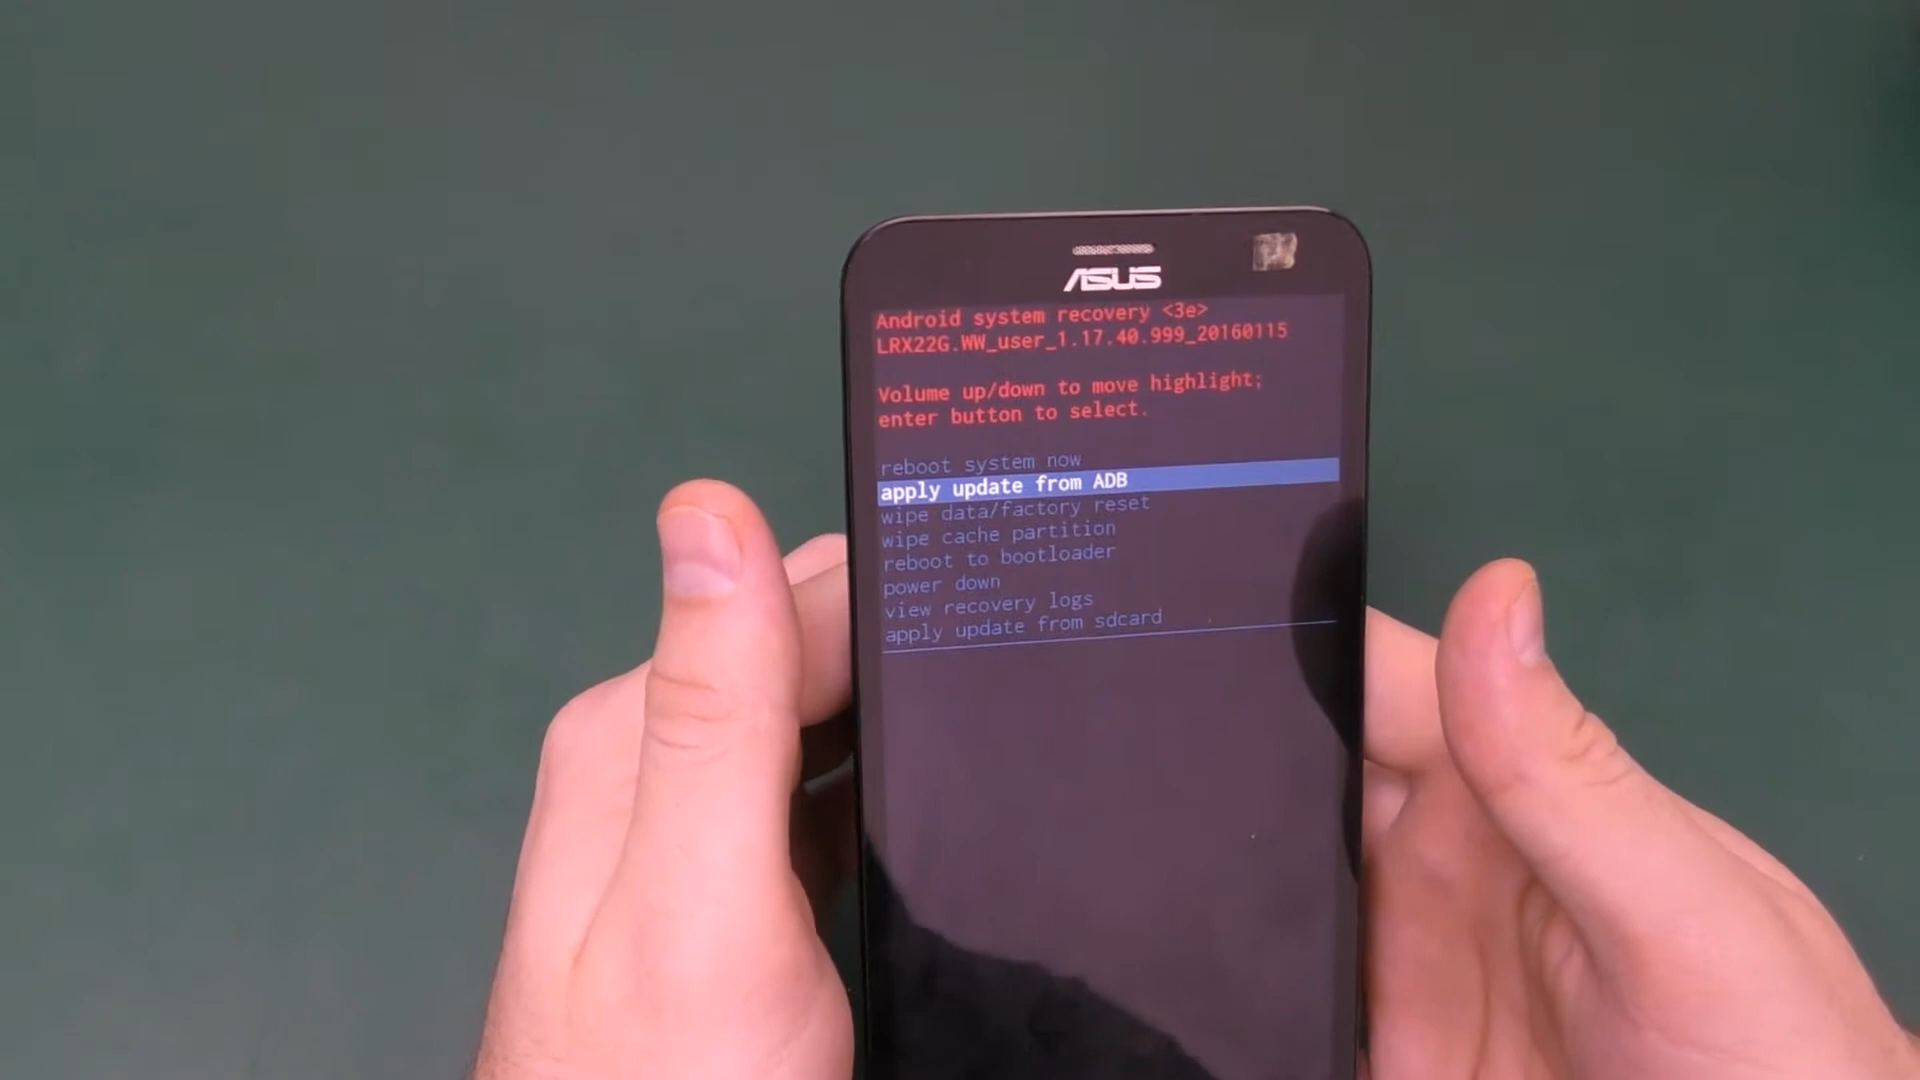 ASUS
Android system recovery <3e>
LRX22G.WW_user_1.17.40.999_20160115
Volume up/down to move highlight;
enter button to select.
reboot system now
apply update from ADB
wipe data/factory reset
wipe cache partition
reboot to bootloader
power down
view recovery logs
apply update from sdcard